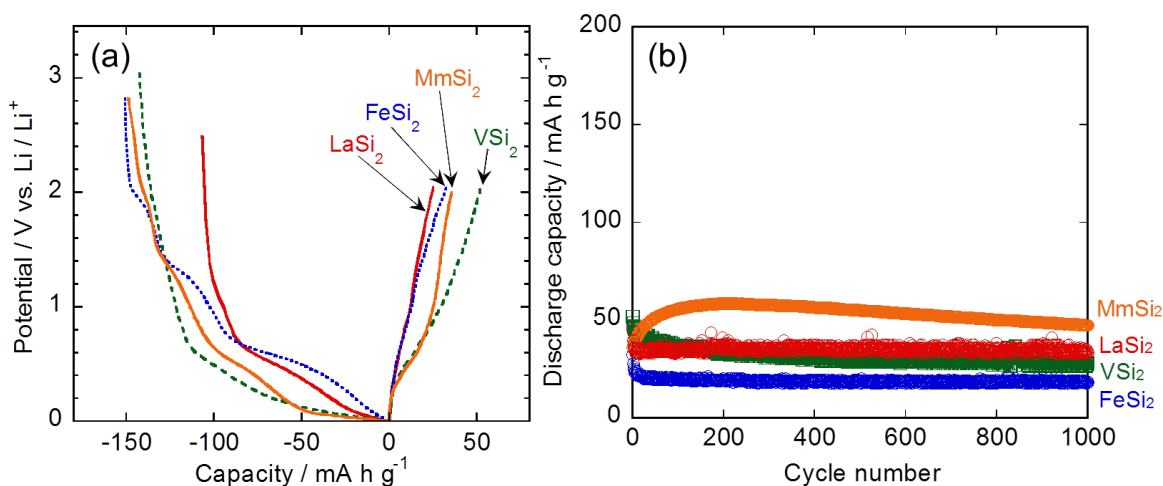 (a)
3
2
1
0
Potential / V vs. Li / Li⁺
-150 -100 -50 0 50
Capacity / mA h g⁻¹
MmSi₂
FeSi₂
VSi₂
LaSi₂
(b)
200
150
100
50
0
Discharge capacity / mA h g⁻¹
0 200 400 600 800 1000
Cycle number
MmSi₂
LaSi₂
VSi₂
FeSi₂